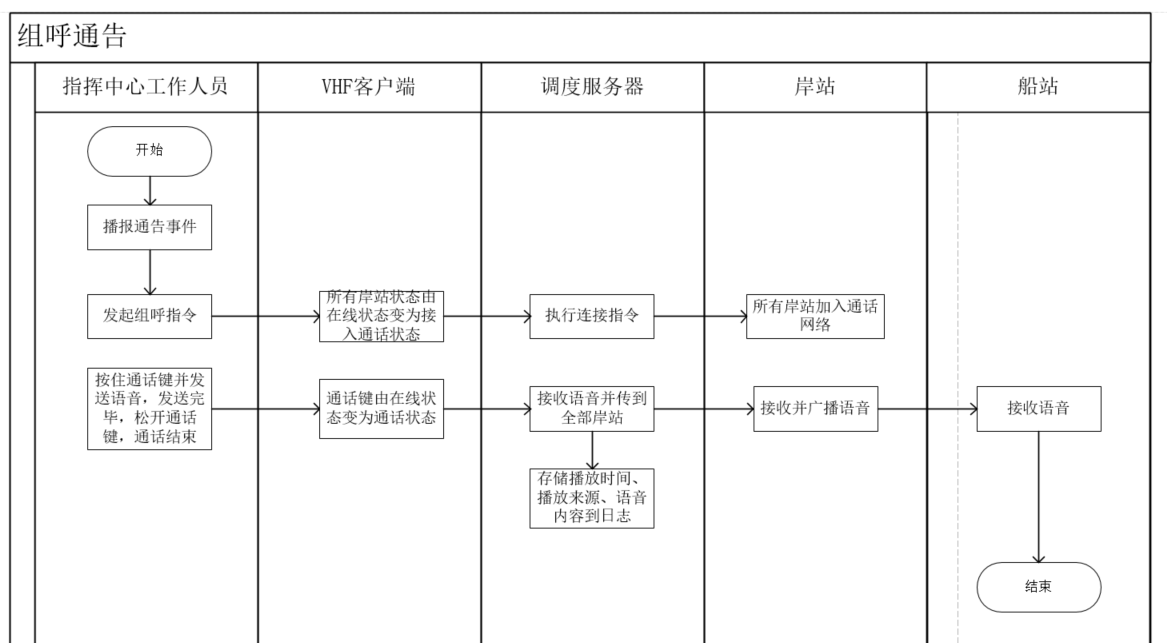 组呼通告
指挥中心工作人员
VHF客户端
调度服务器
岸站
船站
开始
播报通告事件
发起组呼指令
所有岸站状态由
在线状态变为接
入通话状态
执行连接指令
所有岸站加入通话
网络
按住通话键并发
送语音，发送完
毕，松开通话
键，通话结束
通话键由在线状
态变为通话状态
接收语音并传到
全部岸站
接收并广播语音
接收语音
存储播放时间、
播放来源、语音
内容到日志
结束